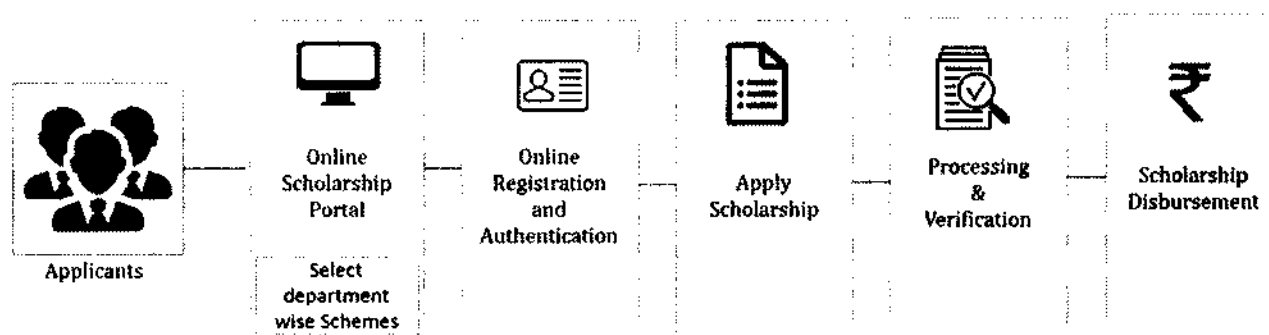 Applicants
Online
Scholarship
Portal
Select
department
wise Schemes
Online
Registration
and
Authentication
Apply
Scholarship
Processing
&
Verification
₹
Scholarship
Disbursement